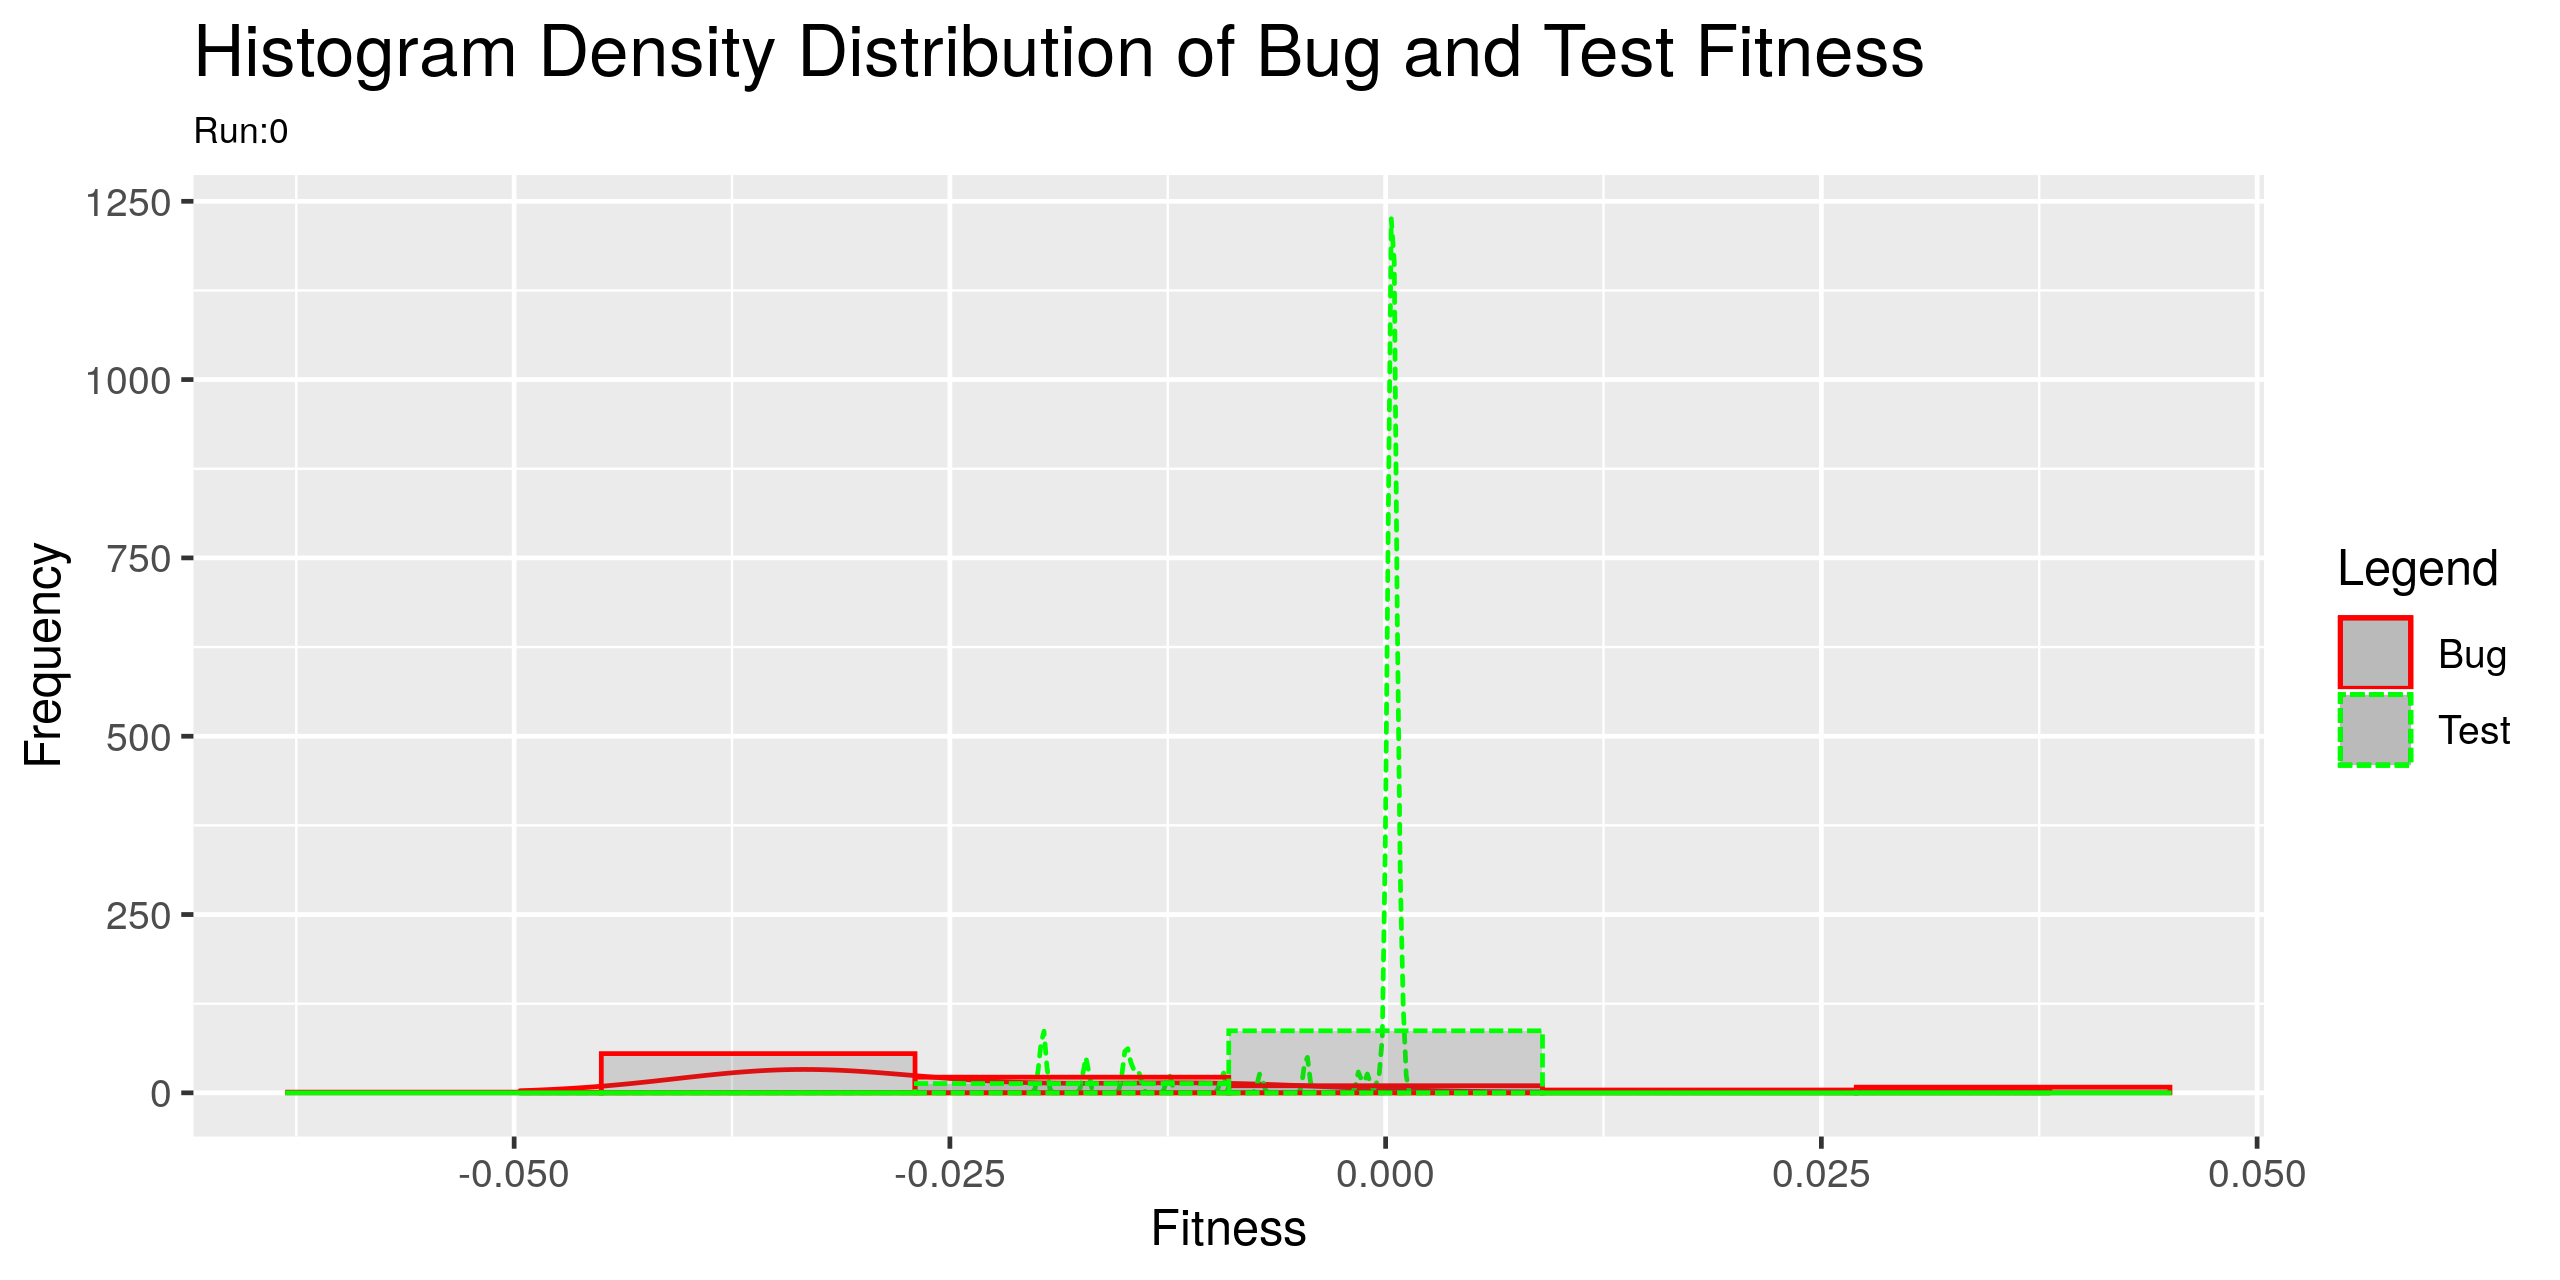 Histogram Density Distribution of Bug and Test Fitness
Run:0
1250
1000
750
500
250
0
Frequency
-0.050
-0.025
0.000
0.025
0.050
Fitness
Legend
Bug
Test